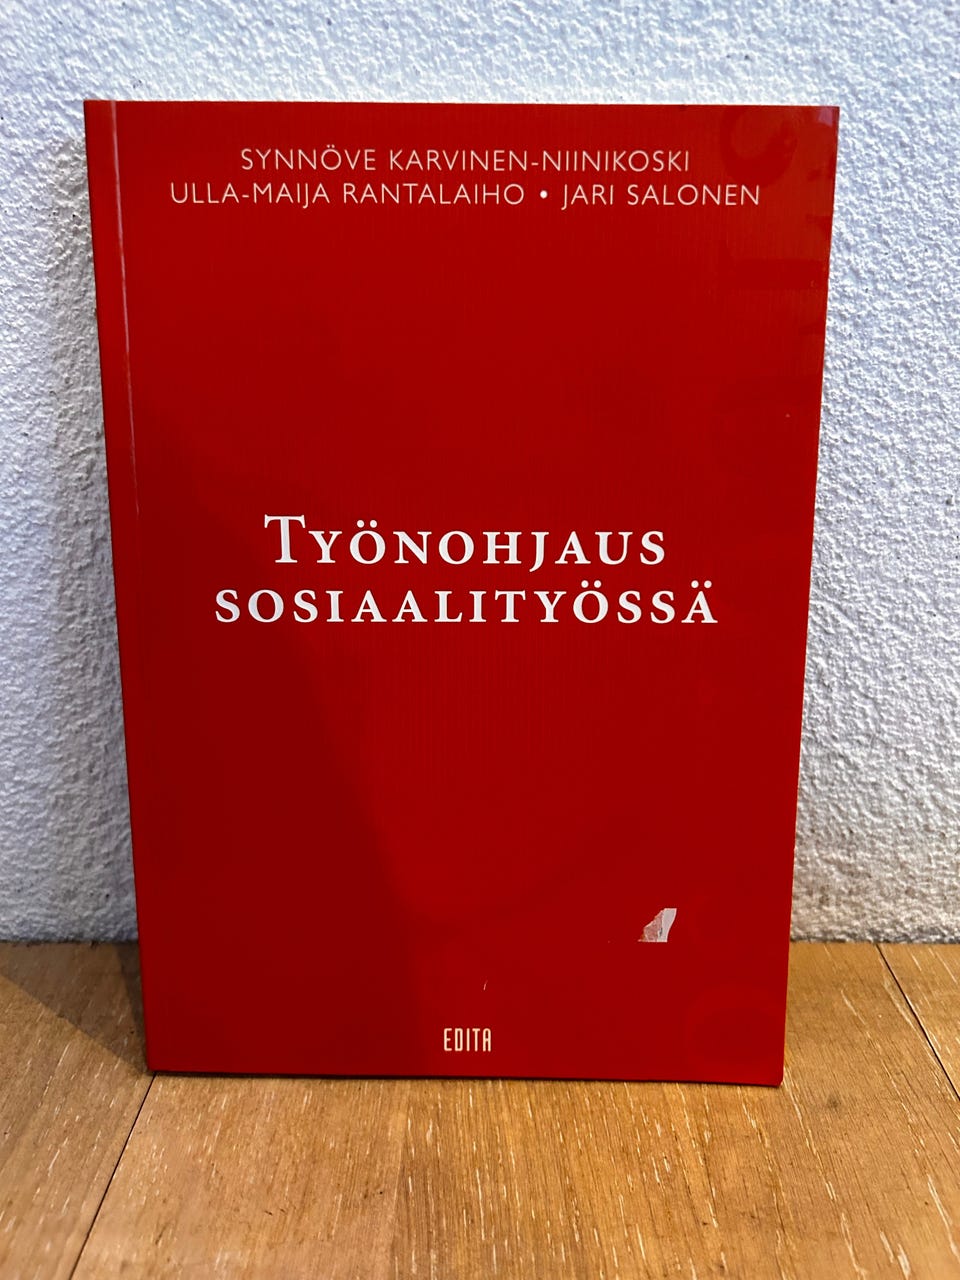 SYNNÖVE KARVINEN-NIINIKOSKI
ULLA-MAIJA RANTALAIHO • JARI SALONEN
TYÖNOHJAUS
SOSIAALITYÖSSÄ
EDITA